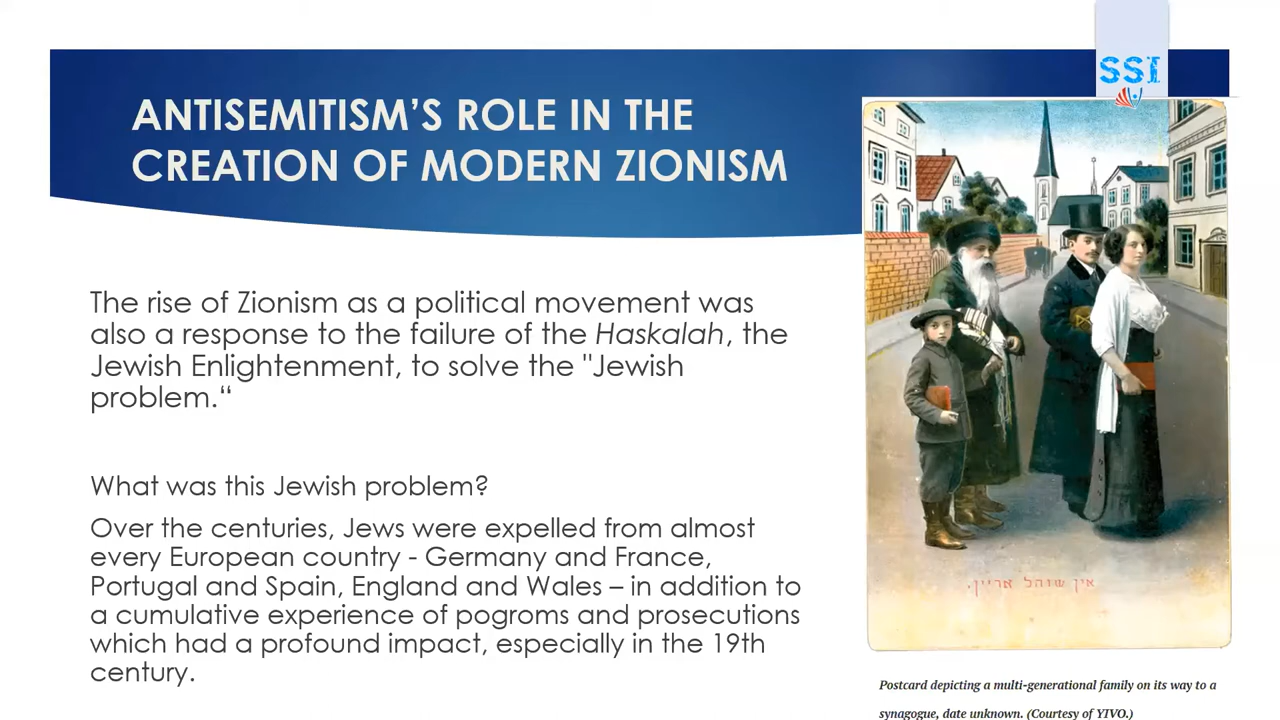 SSI
ANTISEMITISM'S ROLE IN THE
CREATION OF MODERN ZIONISM
The rise of Zionism as a political movement was
also a response to the failure of the Haskalah, the
Jewish Enlightenment, to solve the "Jewish
problem.“
What was this Jewish problem?
Over the centuries, Jews were expelled from almost
every European country - Germany and France,
Portugal and Spain, England and Wales – in addition to
a cumulative experience of pogroms and prosecutions
which had a profound impact, especially in the 19th
century.
אין שוהל אריין.
Postcard depicting a multi-generational family on its way to a
synagogue, date unknown. (Courtesy of YIVO.)